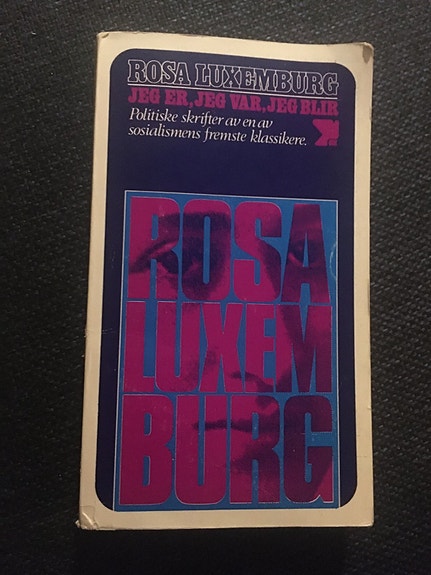 ROSA LUXEMBURG
JEG ER, JEG VAR, JEG BLIR
Politiske skrifter av en av
sosialismens fremste klassikere.
ROSA
LUXEM
BURG